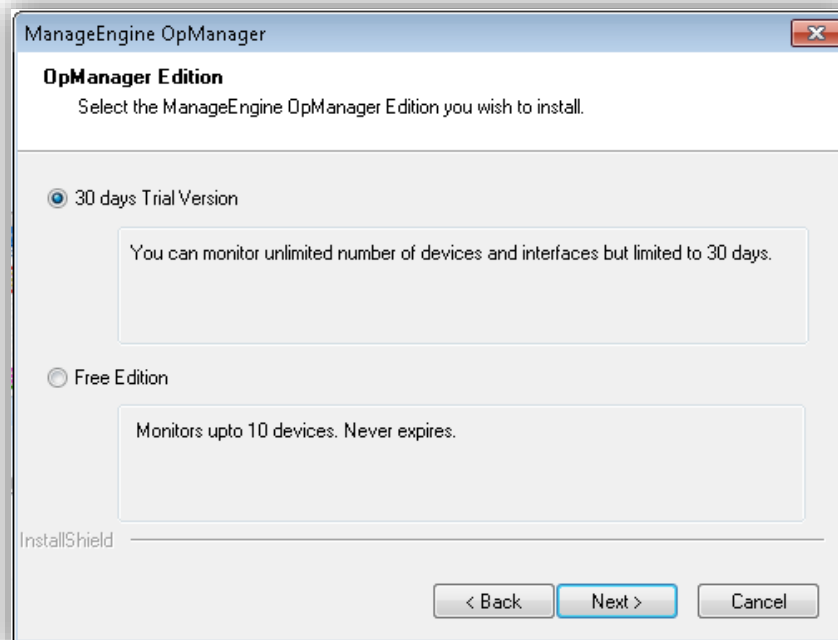 ManageEngine OpManager
OpManager Edition
Select the ManageEngine OpManager Edition you wish to install.
30 days Trial Version
You can monitor unlimited number of devices and interfaces but limited to 30 days.
Free Edition
Monitors upto 10 devices. Never expires.
InstallShield
< Back Next > Cancel